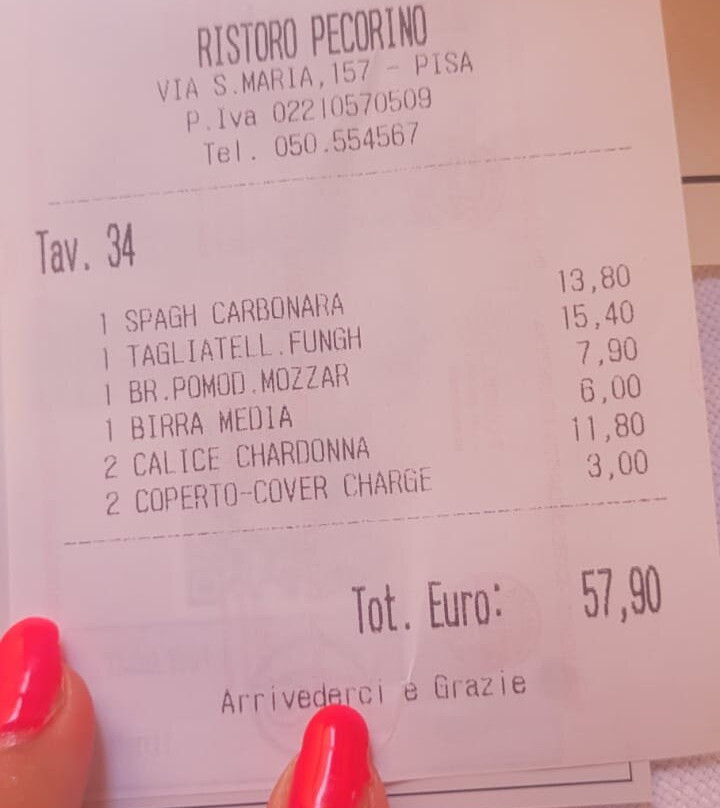 RISTORO PECORINO
VIA S.MARIA,157 - PISA
P.Iva 02210570509
Tel. 050.554567
Tav. 34
1 SPAGH CARBONARA 13,80
1 TAGLIATELL.FUNGH 15,40
1 BR.POMOD.MOZZAR 7,90
1 BIRRA MEDIA 6,00
2 CALICE CHARDONNA 11,80
2 COPERTO-COVER CHARGE 3,00
Tot. Euro: 57,90
Arrivederci e Grazie